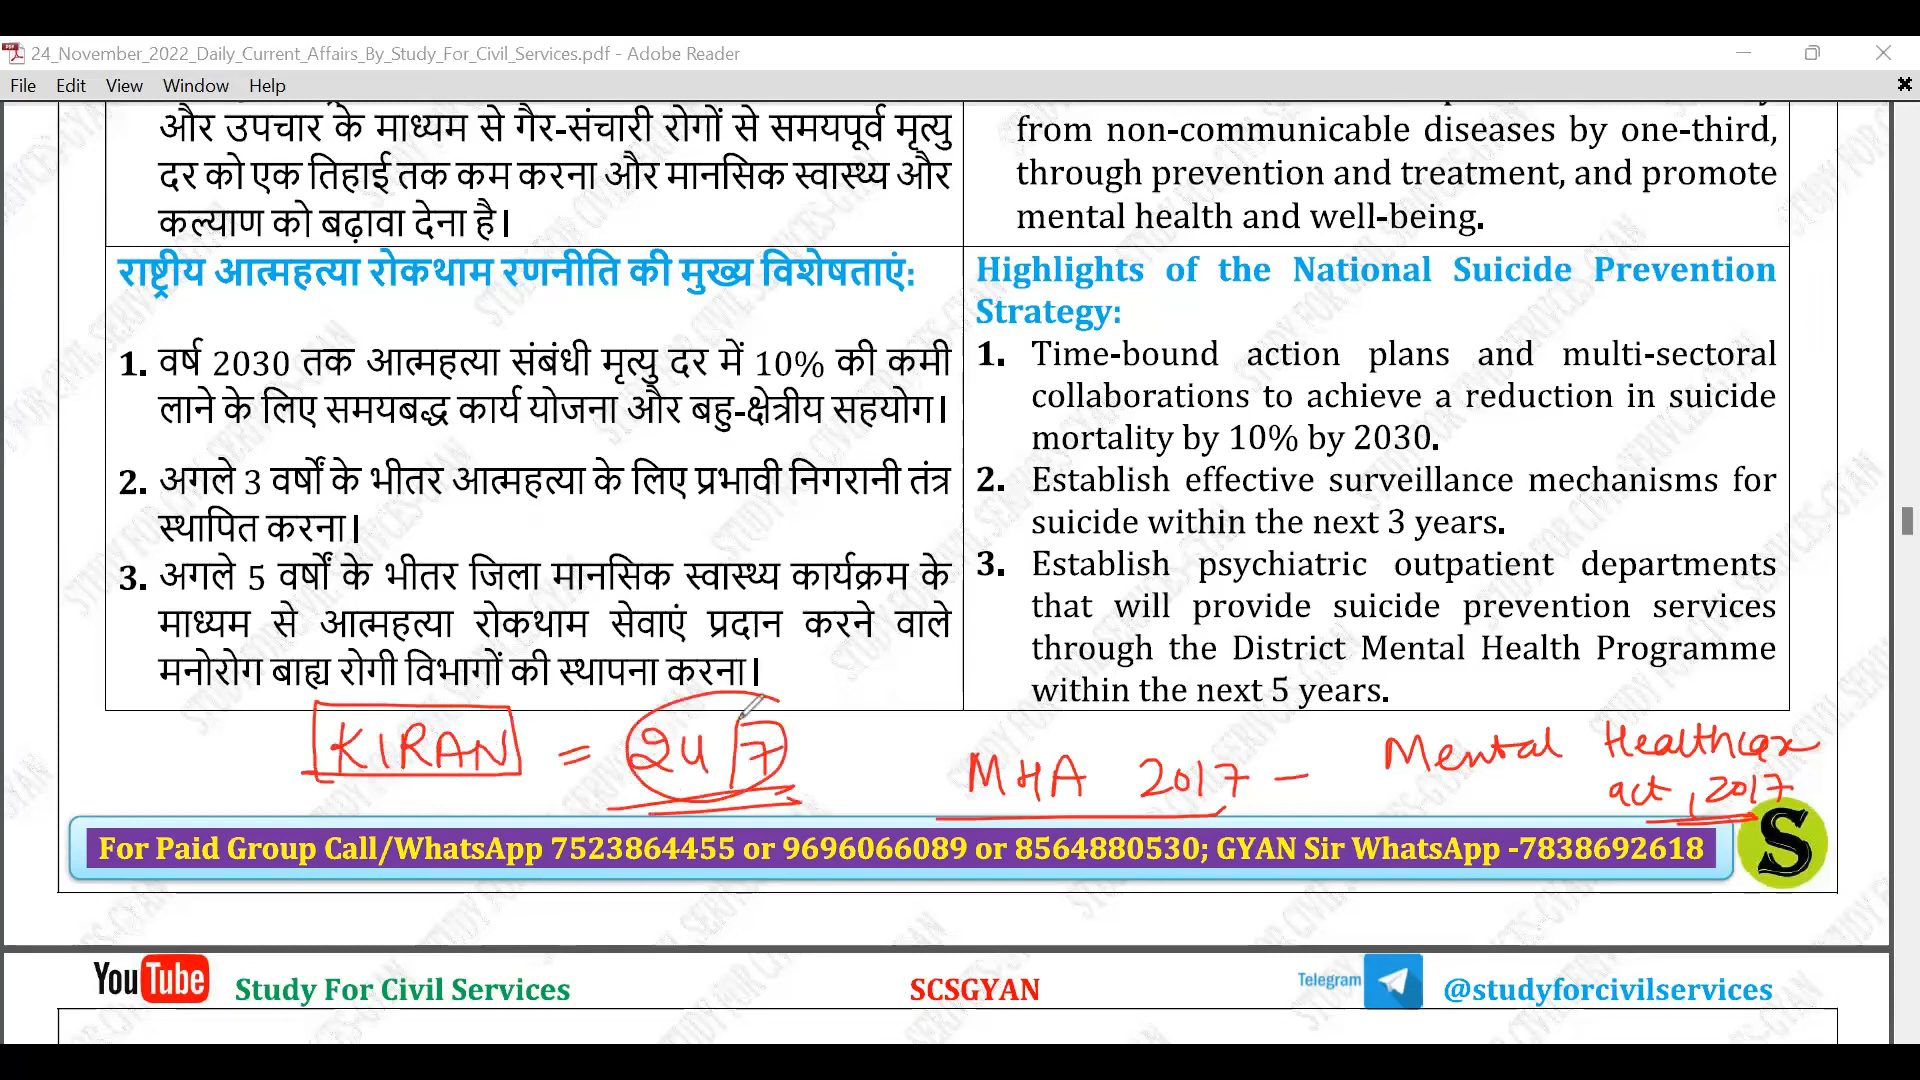 24_November_2022_Daily_Current_Affairs_By_Study_For_Civil_Services.pdf - Adobe Reader
File Edit View Window Help
और उपचार के माध्यम से गैर-संचारी रोगों से समयपूर्व मृत्यु
दर को एक तिहाई तक कम करना और मानसिक स्वास्थ्य और
कल्याण को बढ़ावा देना है।
from non-communicable diseases by one-third,
through prevention and treatment, and promote
mental health and well-being.
राष्ट्रीय आत्महत्या रोकथाम रणनीति की मुख्य विशेषताएं:
1. वर्ष 2030 तक आत्महत्या संबंधी मृत्यु दर में 10% की कमी
लाने के लिए समयबद्ध कार्य योजना और बहु-क्षेत्रीय सहयोग।
2. अगले 3 वर्षों के भीतर आत्महत्या के लिए प्रभावी निगरानी तंत्र
स्थापित करना।
3. अगले 5 वर्षों के भीतर जिला मानसिक स्वास्थ्य कार्यक्रम के
माध्यम से आत्महत्या रोकथाम सेवाएं प्रदान करने वाले
मनोरोग बाह्य रोगी विभागों की स्थापना करना।
Highlights of the National Suicide Prevention
Strategy:
1. Time-bound action plans and multi-sectoral
collaborations to achieve a reduction in suicide
mortality by 10% by 2030.
2. Establish effective surveillance mechanisms for
suicide within the next 3 years.
3. Establish psychiatric outpatient departments
that will provide suicide prevention services
through the District Mental Health Programme
within the next 5 years.
KIRAN = 24/7
MHA 2017 - Mental Healthcare
act, 2017
For Paid Group Call/WhatsApp 7523864455 or 9696066089 or 8564880530; GYAN Sir WhatsApp -7838692618
S
YouTube Study For Civil Services SCSGYAN Telegram @studyforcivilservices